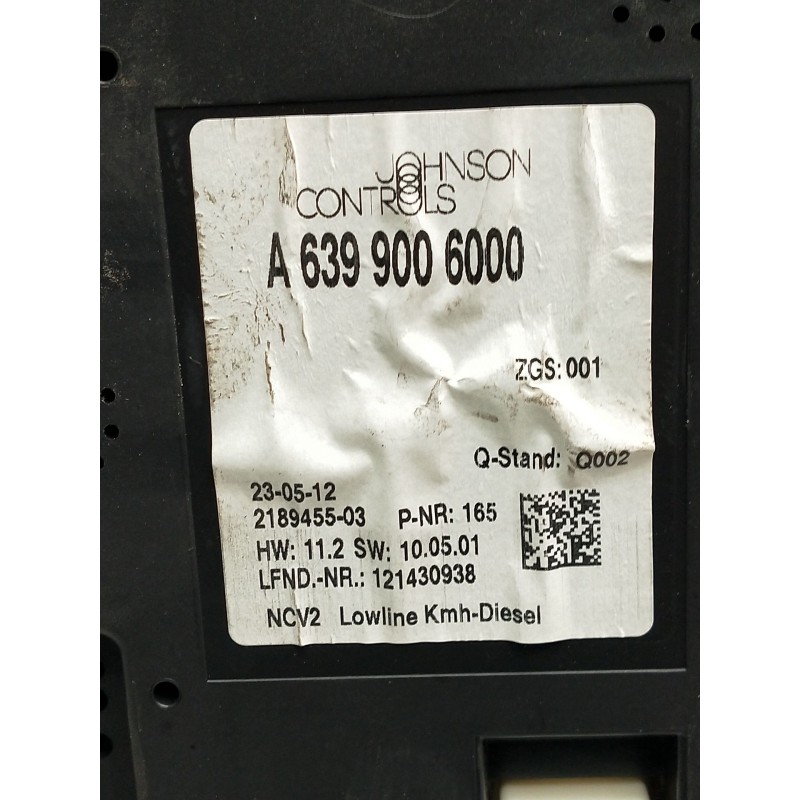 JOHNSON
CONTROLS
A 639 900 6000
ZGS: 001
Q-Stand: Q002
23-05-12
2189455-03 P-NR: 165
HW: 11.2 SW: 10.05.01
LFND.-NR.: 121430938
NCV2 Lowline Kmh-Diesel